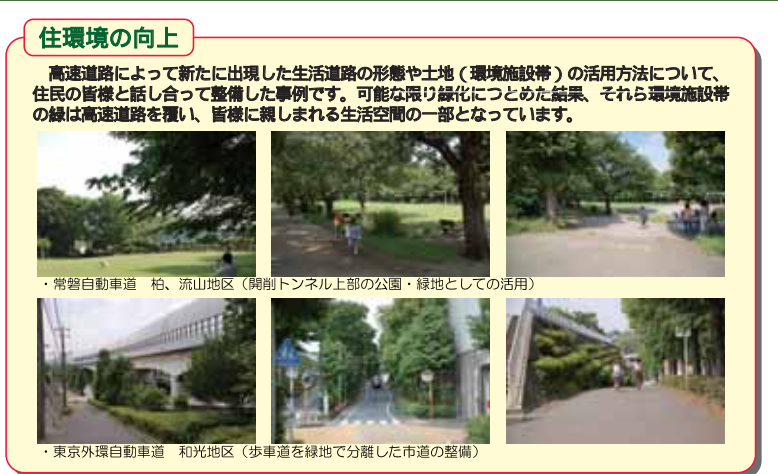 住環境の向上
高速道路によって新たに出現した生活道路の形態や土地（環境施設帯）の活用方法について、
住民の皆様と話し合って整備した事例です。可能な限り緑化につとめた結果、それら環境施設帯
の緑は高速道路を覆い、皆様に親しまれる生活空間の一部となっています。
・常磐自動車道　柏、流山地区（開削トンネル上部の公園・緑地としての活用）
・東京外環自動車道　和光地区（歩車道を緑地で分離した市道の整備）